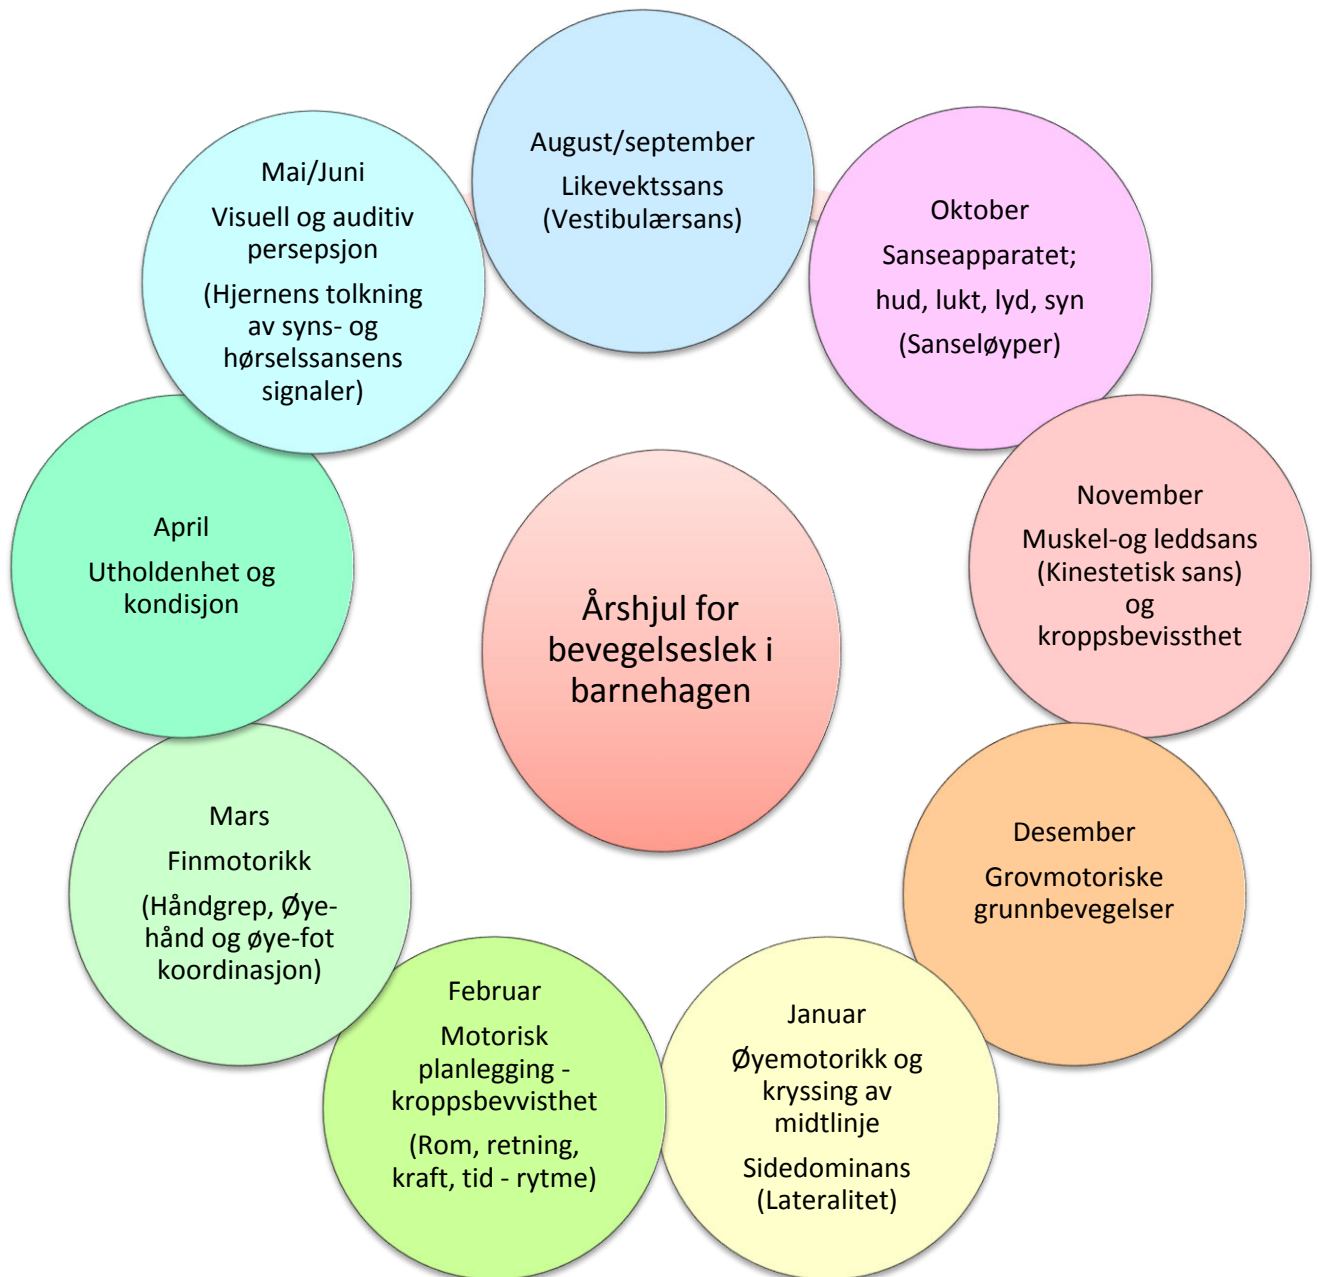 August/september
Likevektssans
(Vestibulærsans)
Oktober
Sanseapparatet;
hud, lukt, lyd, syn
(Sanseløyper)
November
Muskel-og leddsans
(Kinestetisk sans)
og
kroppsbevissthet
Desember
Grovmotoriske
grunnbevegelser
Januar
Øyemotorikk og
kryssing av
midtlinje
Sidedominans
(Lateralitet)
Februar
Motorisk
planlegging -
kroppsbevvisthet
(Rom, retning,
kraft, tid - rytme)
Mars
Finmotorikk
(Håndgrep, Øye-
hånd og øye-fot
koordinasjon)
April
Utholdenhet og
kondisjon
Mai/Juni
Visuell og auditiv
persepsjon
(Hjernens tolkning
av syns- og
hørselssansens
signaler)
Årshjul for
bevegelseslek i
barnehagen